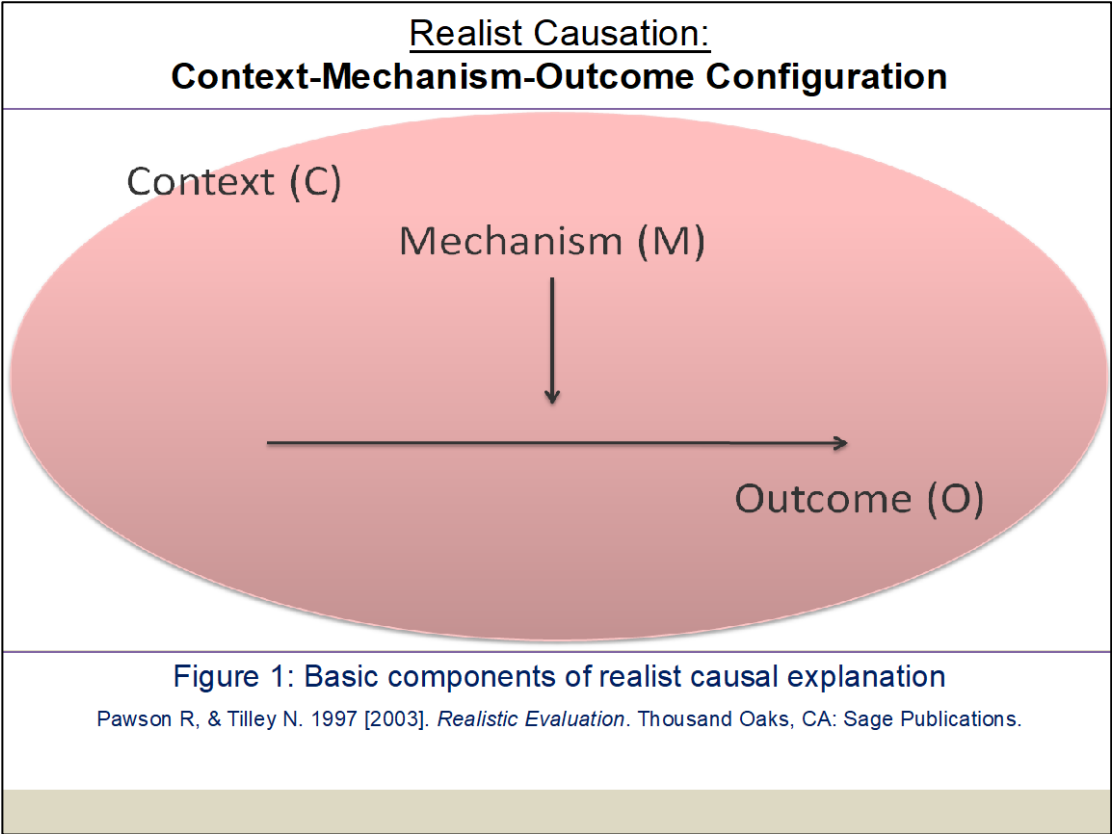 Realist Causation:
Context-Mechanism-Outcome Configuration
Context (C)
Mechanism (M)
Outcome (O)
Figure 1: Basic components of realist causal explanation
Pawson R, & Tilley N. 1997 [2003]. Realistic Evaluation. Thousand Oaks, CA: Sage Publications.